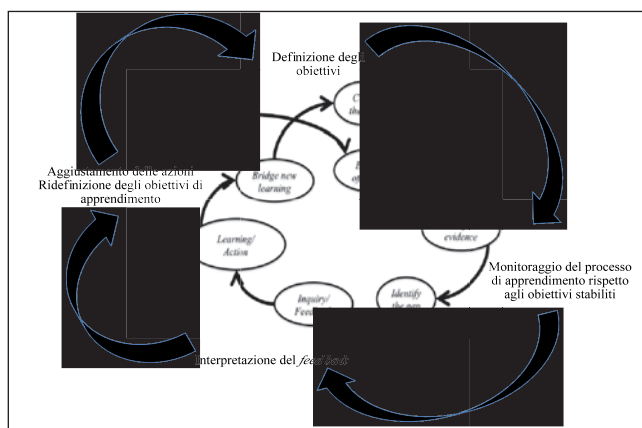 Definizione
obiettivi
Aggiustamento delle azioni
Ridefinizione degli obiettivi di
apprendimento
Bridge new
learning
Learning/
Action
evidence
Monitoraggio del processo
di apprendimento rispetto
agli obiettivi stabiliti
Identify
Inquiry/
Interpretazione del feedback